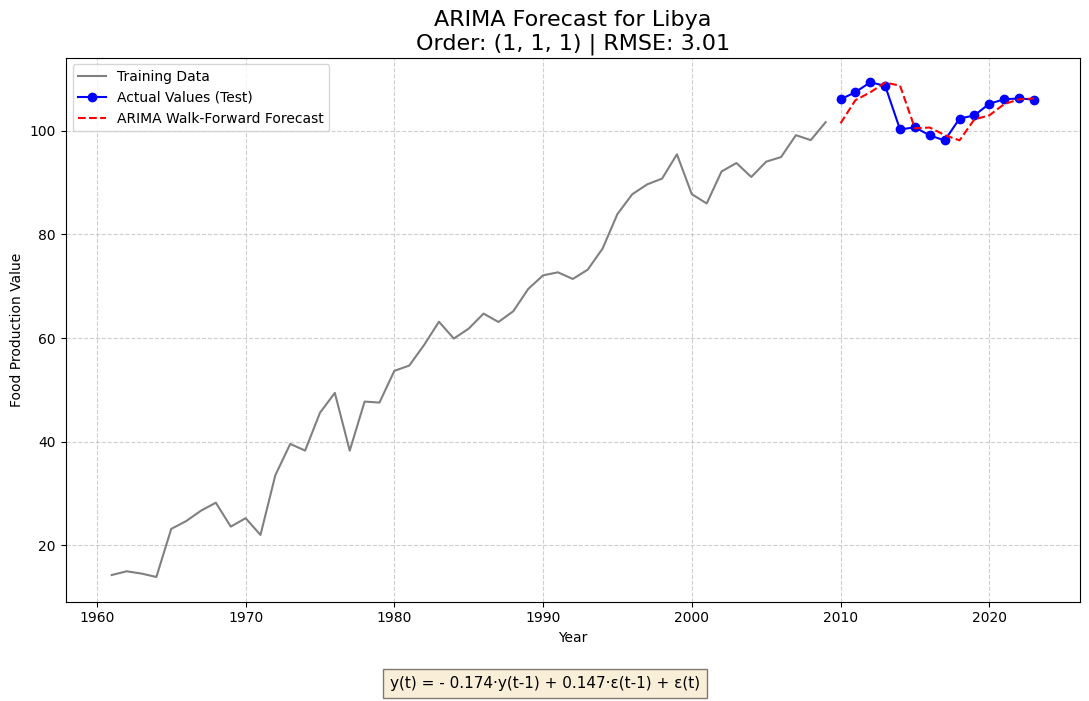 ARIMA Forecast for Libya
Order: (1, 1, 1) | RMSE: 3.01
Training Data
Actual Values (Test)
ARIMA Walk-Forward Forecast
Food Production Value
100
80
60
40
20
1960 1970 1980 1990 2000 2010 2020
Year
y(t) = - 0.174·y(t-1) + 0.147·ε(t-1) + ε(t)